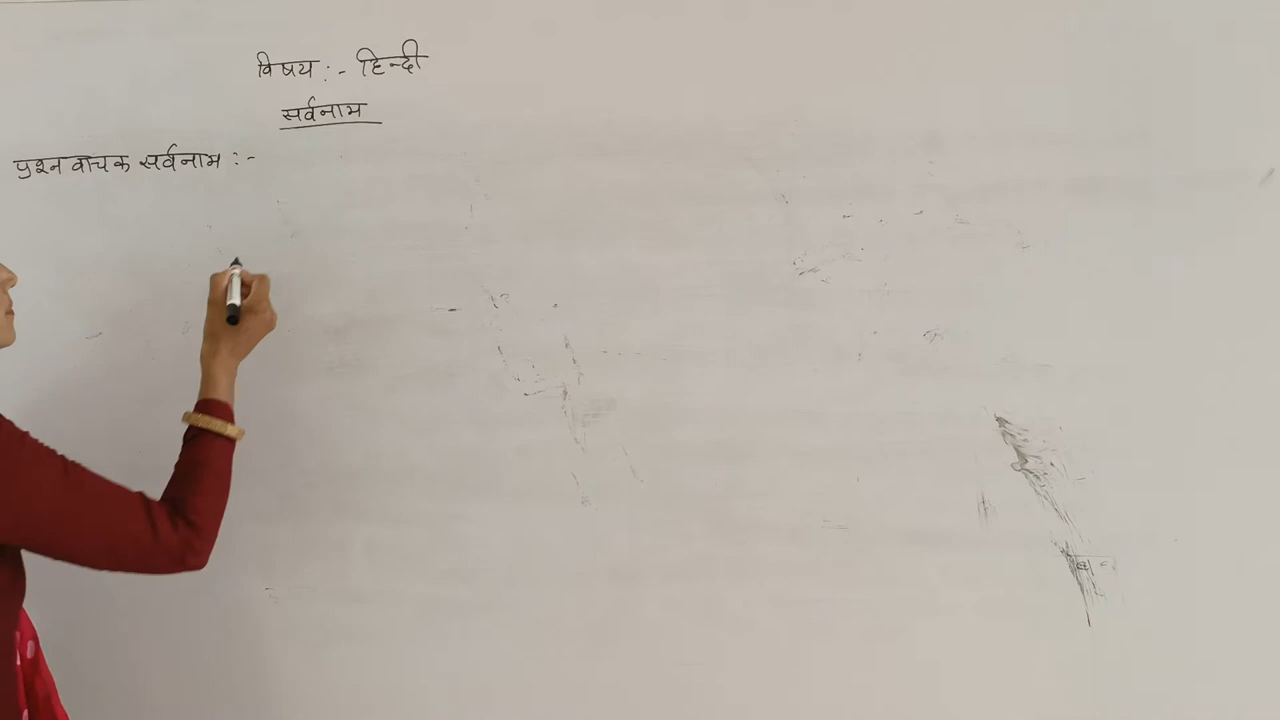 विषय :- हिन्दी
सर्वनाम
प्रश्न वाचक सर्वनाम :-